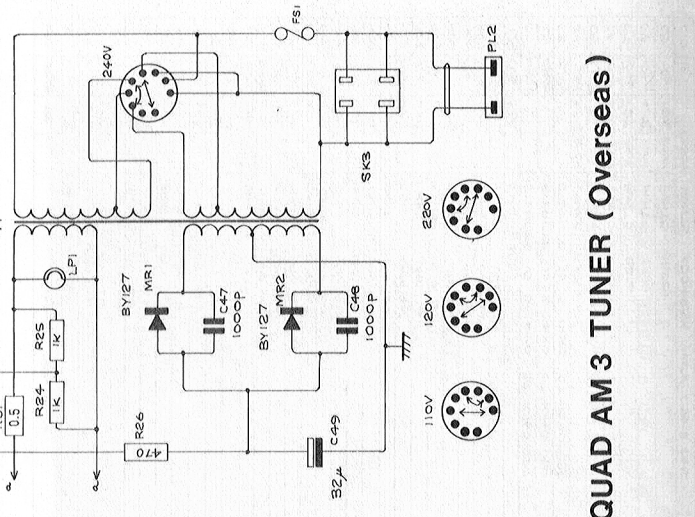 QUAD AM 3 TUNER (Overseas)
FS1
PL2
SK3
240V
220V
120V
110V
LP1
BY127
MR1
C47
1000p
BY127
MR2
C48
1000p
R25
1K
R24
1K
0.5
R26
470
C49
32μ
a
a